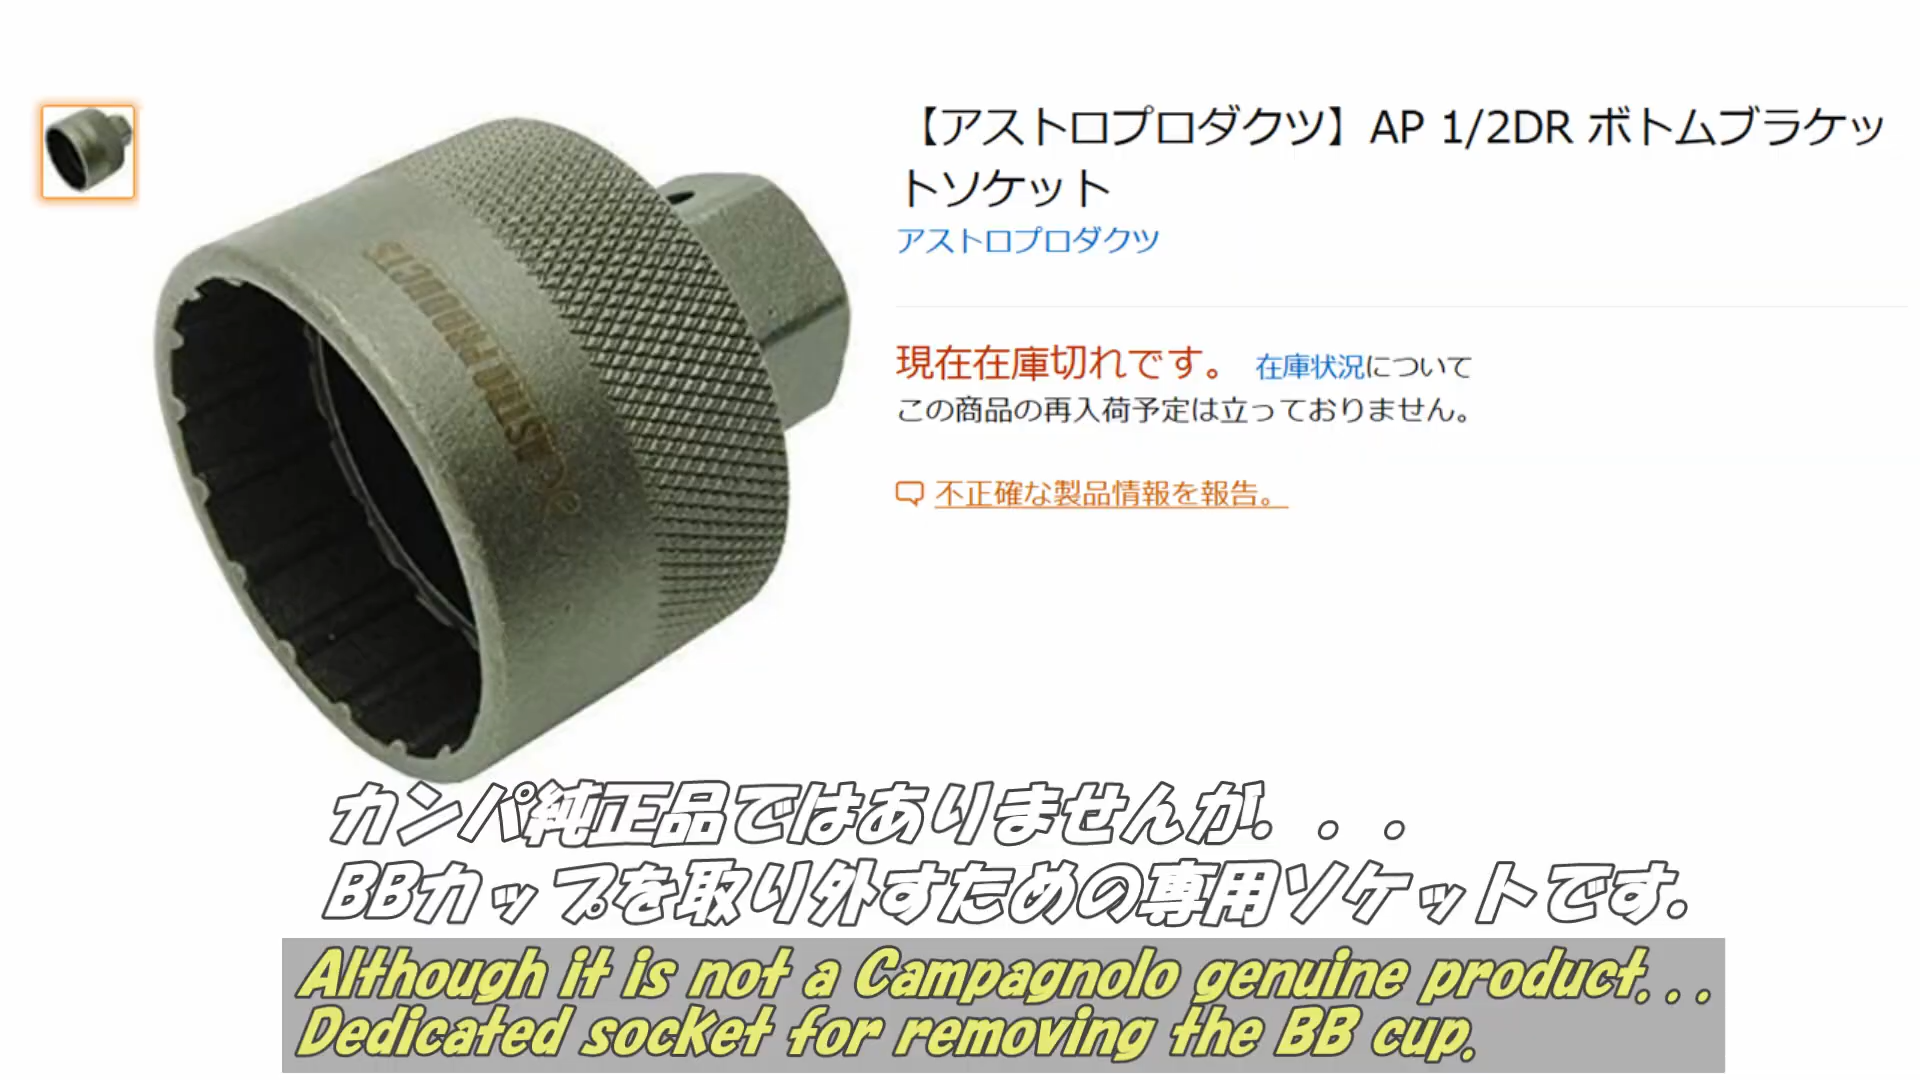 【アストロプロダクツ】AP 1/2DR ボトムブラケッ
トソケット
アストロプロダクツ
現在在庫切れです。 在庫状況について
この商品の再入荷予定は立っておりません。
不正確な製品情報を報告。
ASTRO PRODUCTS
カンパ純正品ではありませんが．．．
BBカップを取り外すための専用ソケットです.
Although it is not a Campagnolo genuine product...
Dedicated socket for removing the BB cup.